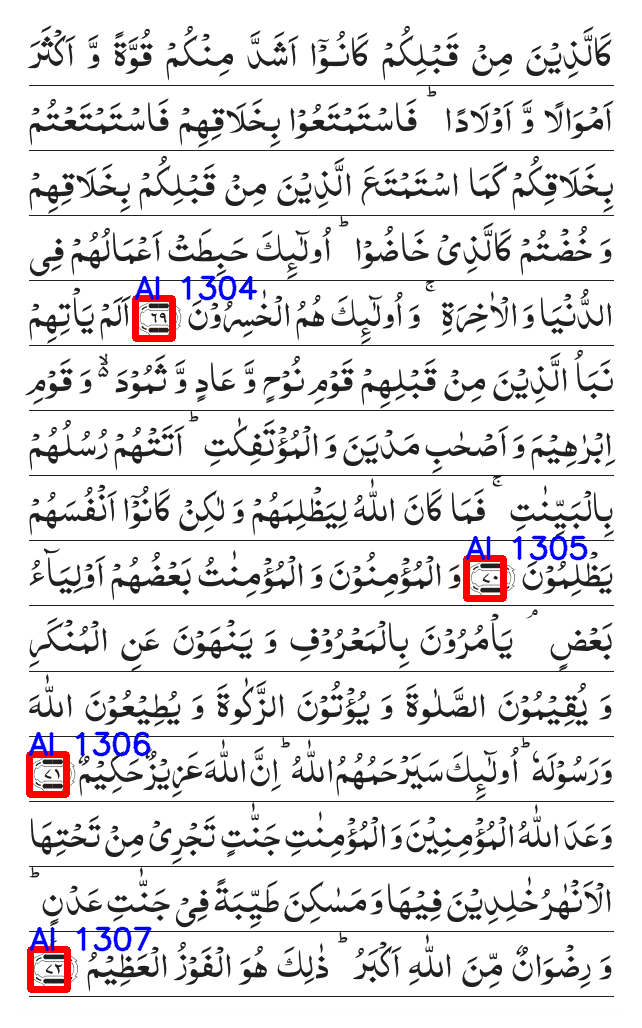 كَالَّذِيْنَ مِنْ قَبْلِكُمْ كَانُوْۤا اَشَدَّ مِنْكُمْ قُوَّةً وَّ اَكْثَرَ
اَمْوَالًا وَّ اَوْلَادًا ؕ فَاسْتَمْتَعُوْا بِخَلَاقِهِمْ فَاسْتَمْتَعْتُمْ
بِخَلَاقِكُمْ كَمَا اسْتَمْتَعَ الَّذِيْنَ مِنْ قَبْلِكُمْ بِخَلَاقِهِمْ
وَ خُضْتُمْ كَالَّذِیْ خَاضُوْا ؕ اُولٰٓئِكَ حَبِطَتْ اَعْمَالُهُمْ فِی
AI 1304
الدُّنْيَا وَ الْاٰخِرَةِ ۚ وَ اُولٰٓئِكَ هُمُ الْخٰسِرُوْنَ ﴿٦٩﴾ اَلَمْ يَاْتِهِمْ
نَبَاُ الَّذِيْنَ مِنْ قَبْلِهِمْ قَوْمِ نُوْحٍ وَّ عَادٍ وَّ ثَمُوْدَ ۙ۬ وَ قَوْمِ
اِبْرٰهِيْمَ وَ اَصْحٰبِ مَدْيَنَ وَ الْمُؤْتَفِكٰتِ ؕ اَتَتْهُمْ رُسُلُهُمْ
بِالْبَيِّنٰتِ ۚ فَمَا كَانَ اللّٰهُ لِيَظْلِمَهُمْ وَ لٰكِنْ كَانُوْۤا اَنْفُسَهُمْ
AI 1305
يَظْلِمُوْنَ ﴿٧٠﴾ وَ الْمُؤْمِنُوْنَ وَ الْمُؤْمِنٰتُ بَعْضُهُمْ اَوْلِيَآءُ
بَعْضٍ ۘ يَاْمُرُوْنَ بِالْمَعْرُوْفِ وَ يَنْهَوْنَ عَنِ الْمُنْكَرِ
وَ يُقِيْمُوْنَ الصَّلٰوةَ وَ يُؤْتُوْنَ الزَّكٰوةَ وَ يُطِيْعُوْنَ اللّٰهَ
AI 1306
وَ رَسُوْلَهٗ ؕ اُولٰٓئِكَ سَيَرْحَمُهُمُ اللّٰهُ ؕ اِنَّ اللّٰهَ عَزِيْزٌ حَكِيْمٌ ﴿٧١﴾
وَعَدَ اللّٰهُ الْمُؤْمِنِيْنَ وَ الْمُؤْمِنٰتِ جَنّٰتٍ تَجْرِیْ مِنْ تَحْتِهَا
الْاَنْهٰرُ خٰلِدِيْنَ فِيْهَا وَ مَسٰكِنَ طَيِّبَةً فِیْ جَنّٰتِ عَدْنٍ ؕ
AI 1307
وَ رِضْوَانٌ مِّنَ اللّٰهِ اَكْبَرُ ؕ ذٰلِكَ هُوَ الْفَوْزُ الْعَظِيْمُ ﴿٧٢﴾